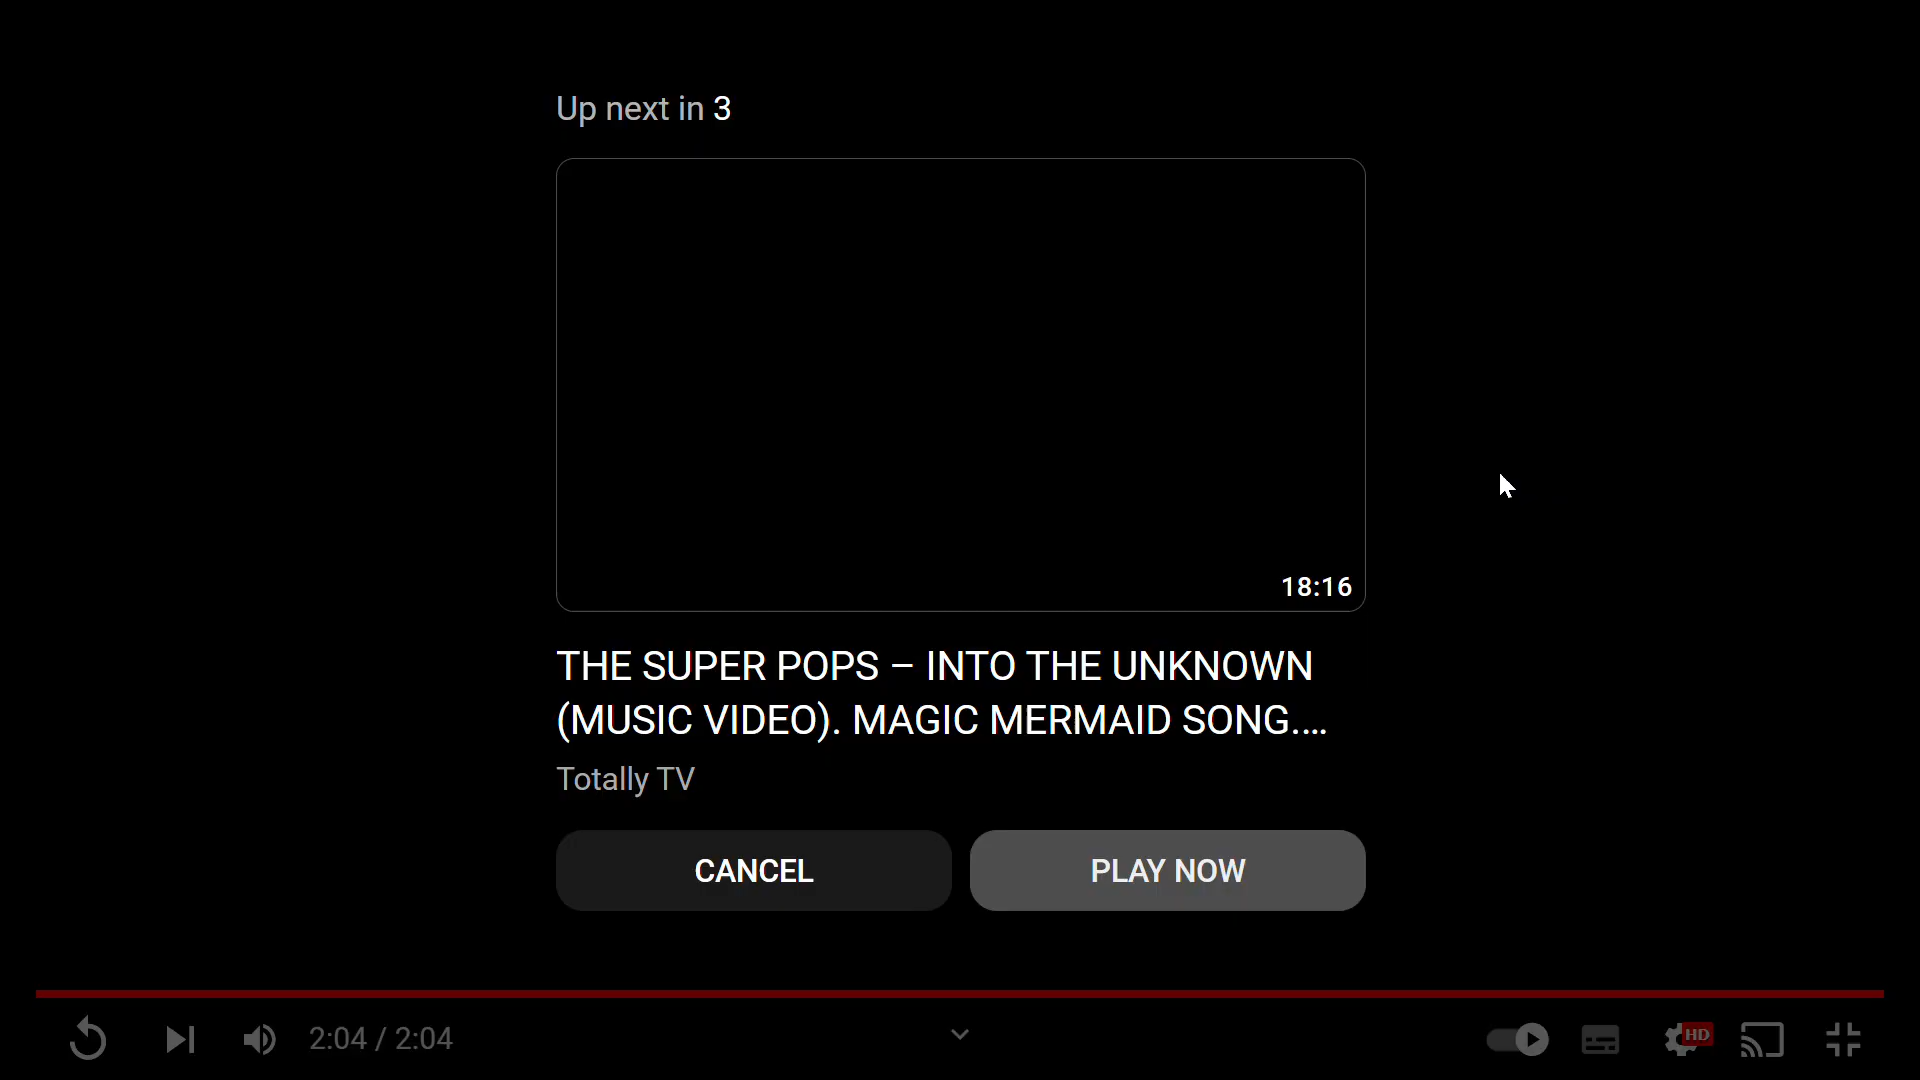 Up next in 3
18:16
THE SUPER POPS – INTO THE UNKNOWN
(MUSIC VIDEO). MAGIC MERMAID SONG.…
Totally TV
CANCEL
PLAY NOW
2:04 / 2:04
HD